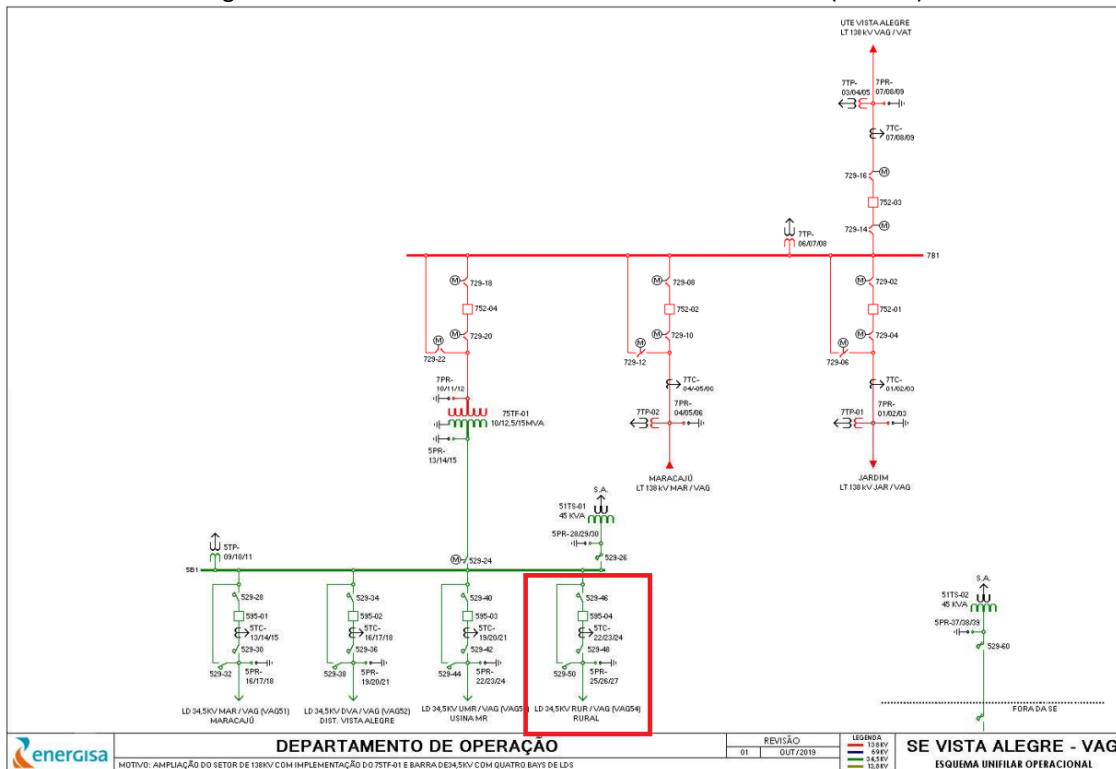 UTE VISTA ALEGRE
LT 138 kV VAG / VAT
7TP-
03/04/05
7PR-
07/08/09
7TC-
07/08/09
729-16
M
752-03
729-14
M
7TP-
06/07/08
7B1
M
729-18
752-04
M
729-20
M
729-22
M
729-08
752-02
M
729-10
M
729-12
M
729-02
752-01
M
729-04
M
729-06
7PR-
10/11/12
75TF-01
10/12,5/15MVA
5PR-
13/14/15
7TC-
7TP-02
7PR-
04/05/06
MARACAJÚ
LT 138 kV MAR / VAG
7TC-
01/02/03
7TP-01
7PR-
01/02/03
JARDIM
LT 138 kV JAR / VAG
S.A.
51TS-01
45 KVA
5PR-28/29/30
529-26
5TP-
09/10/11
M
529-24
5B1
529-28
595-01
5TC-
13/14/15
529-30
529-32
5PR-
16/17/18
LD 34,5KV MAR / VAG (VAG51)
MARACAJÚ
529-34
595-02
5TC-
16/17/18
529-36
529-38
5PR-
19/20/21
LD 34,5KV DVA / VAG (VAG52)
DIST. VISTA ALEGRE
529-40
595-03
5TC-
19/20/21
529-42
529-44
5PR-
22/23/24
LD 34,5KV UMR / VAG
USINA MR
529-46
595-04
5TC-
22/23/24
529-48
529-50
5PR-
25/26/27
LD 34,5KV RUR / VAG (VAG54)
RURAL
S.A.
51TS-02
45 KVA
5PR-37/38/39
529-60
FORA DA SE
energisa
DEPARTAMENTO DE OPERAÇÃO
MOTIVO: AMPLIAÇÃO DO SETOR DE 138KV COM IMPLEMENTAÇÃO DO 75TF-01 E BARRA DE34,5KV COM QUATRO BAYS DE LDS
REVISÃO
01 OUT/2019
LEGENDA
138KV
69KV
34,5KV
13,8KV
SE VISTA ALEGRE - VAG
ESQUEMA UNIFILAR OPERACIONAL